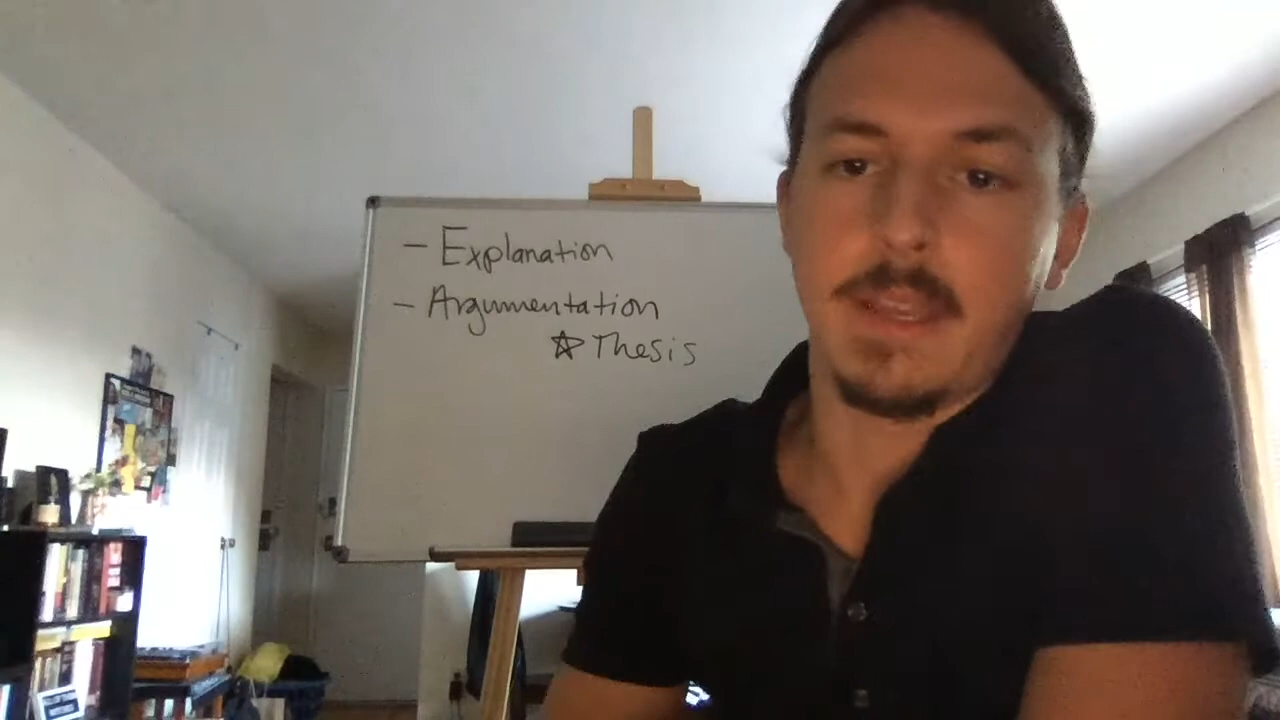 - Explanation
- Argumentation
☆ Thesis